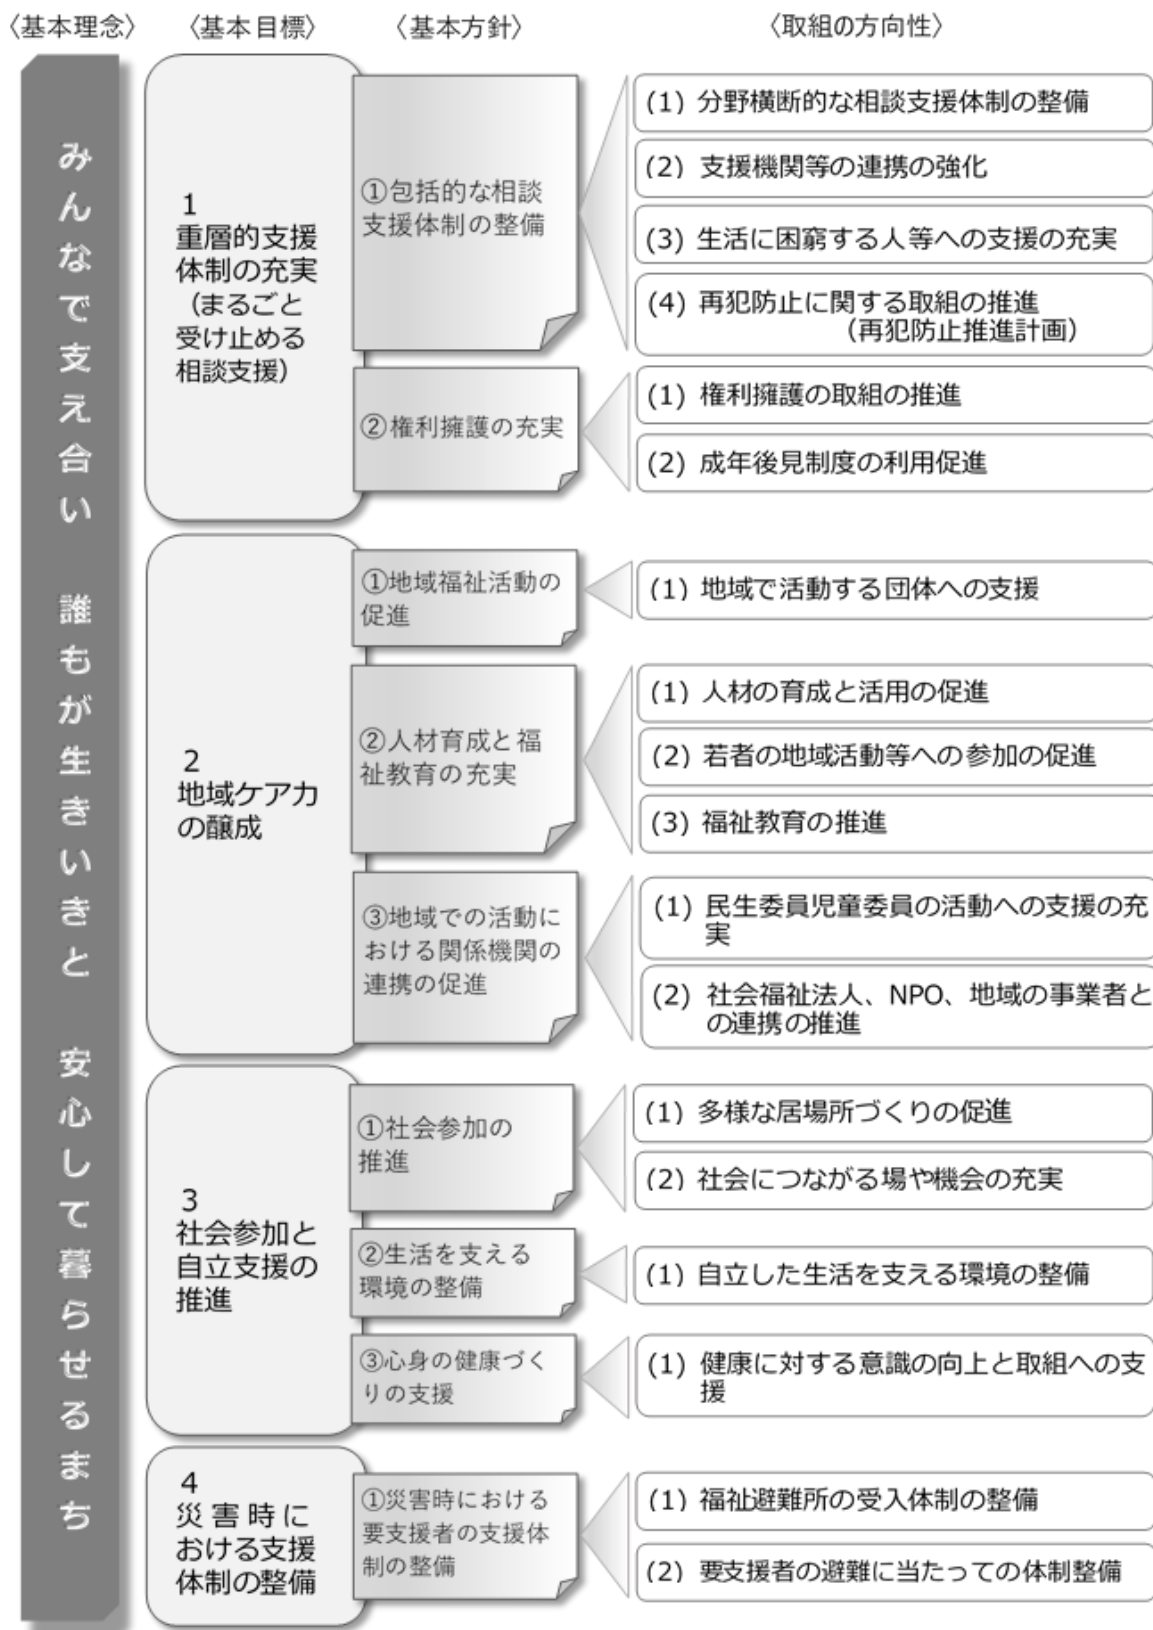 〈基本理念〉 〈基本目標〉 〈基本方針〉 〈取組の方向性〉
みんなで支え合い 誰もが生きいきと 安心して暮らせるまち
1
重層的支援
体制の充実
（まるごと
受け止める
相談支援）
①包括的な相談
支援体制の整備
(1) 分野横断的な相談支援体制の整備
(2) 支援機関等の連携の強化
(3) 生活に困窮する人等への支援の充実
(4) 再犯防止に関する取組の推進
（再犯防止推進計画）
②権利擁護の充実
(1) 権利擁護の取組の推進
(2) 成年後見制度の利用促進
2
地域ケア力
の醸成
①地域福祉活動の
促進
(1) 地域で活動する団体への支援
②人材育成と福
祉教育の充実
(1) 人材の育成と活用の促進
(2) 若者の地域活動等への参加の促進
(3) 福祉教育の推進
③地域での活動に
おける関係機関の
連携の促進
(1) 民生委員児童委員の活動への支援の充
実
(2) 社会福祉法人、NPO、地域の事業者と
の連携の推進
3
社会参加と
自立支援の
推進
①社会参加の
推進
(1) 多様な居場所づくりの促進
(2) 社会につながる場や機会の充実
②生活を支える
環境の整備
(1) 自立した生活を支える環境の整備
③心身の健康づく
りの支援
(1) 健康に対する意識の向上と取組への支
援
4
災害時に
おける支援
体制の整備
①災害時における
要支援者の支援体
制の整備
(1) 福祉避難所の受入体制の整備
(2) 要支援者の避難に当たっての体制整備